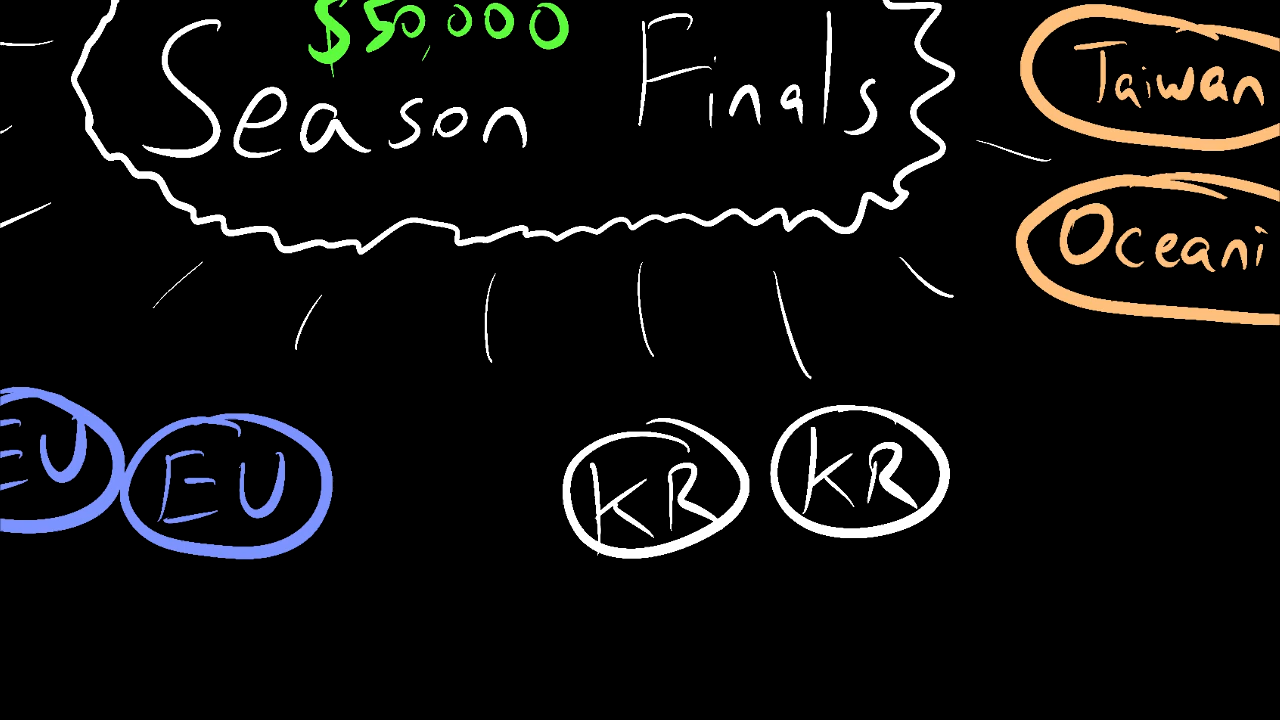 $50,000
Season Finals
Taiwan
Oceani
EU
EU
KR
KR